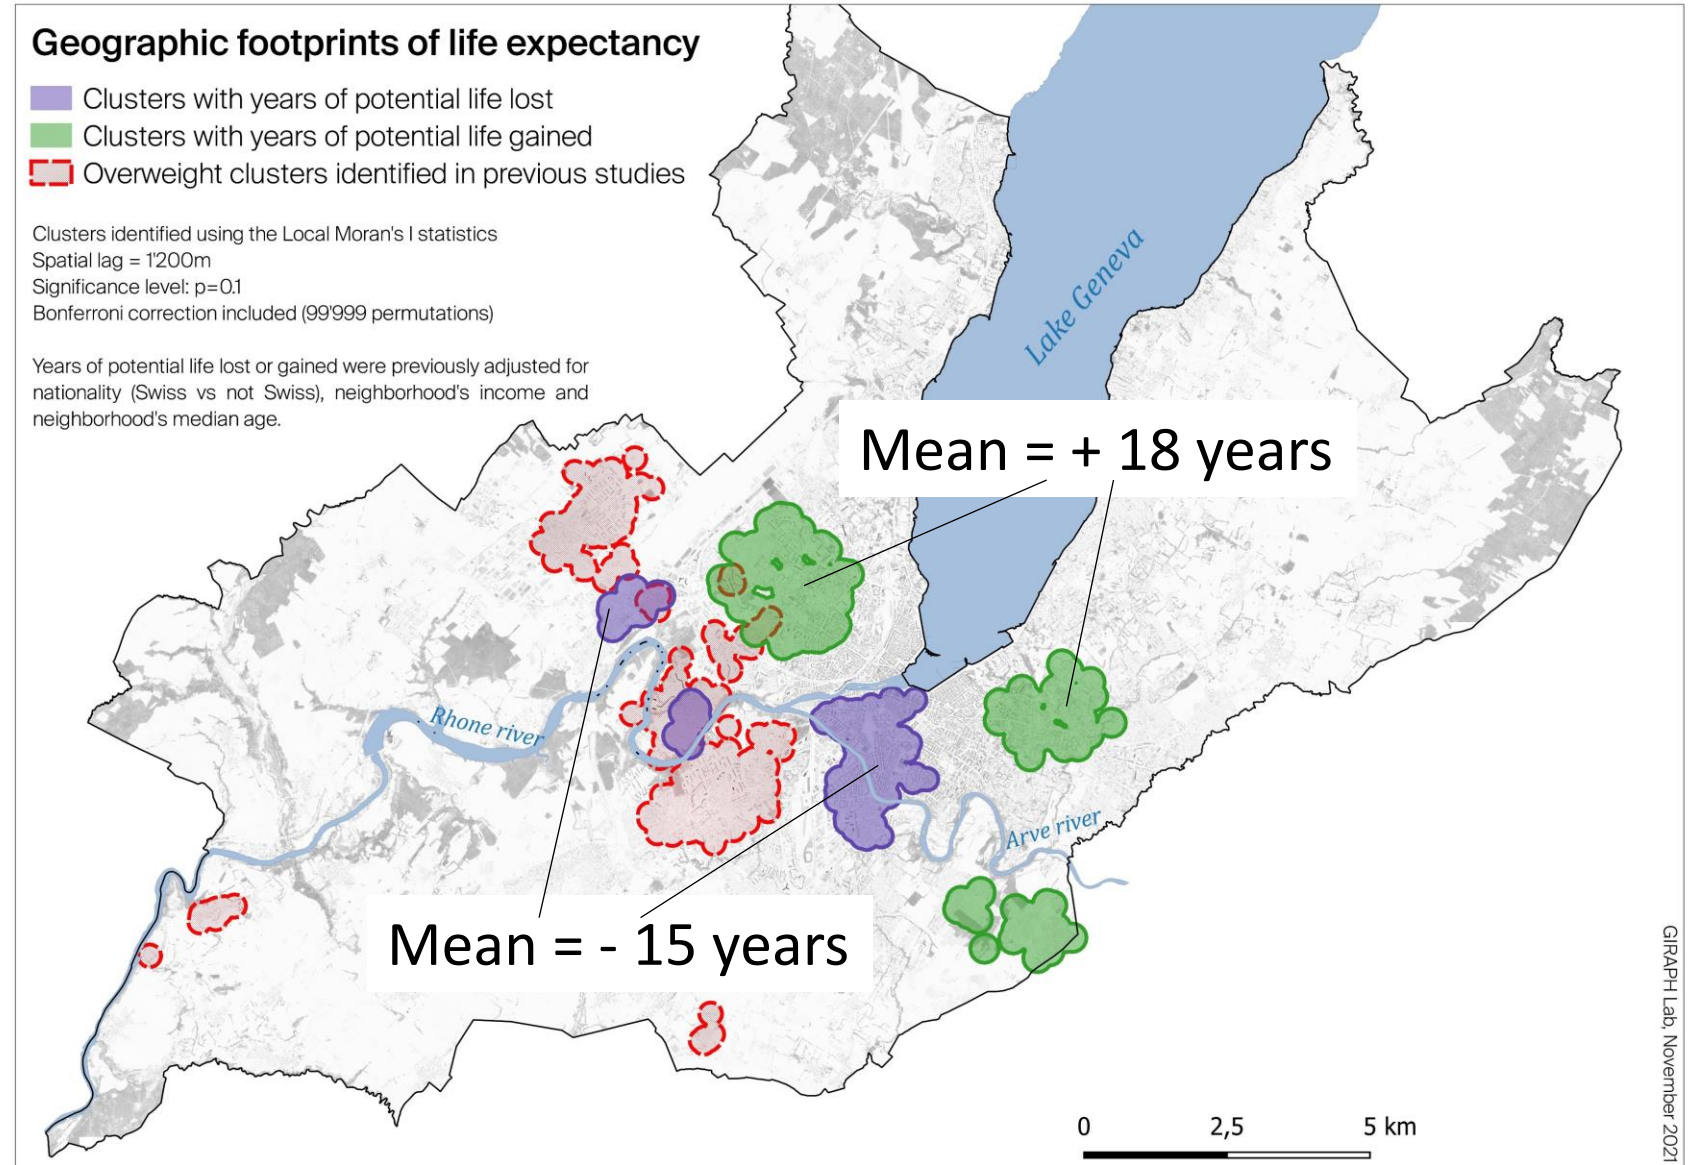 Geographic footprints of life expectancy
Clusters with years of potential life lost
Clusters with years of potential life gained
Overweight clusters identified in previous studies
Clusters identified using the Local Moran's I statistics
Spatial lag = 1'200m
Significance level: p=0.1
Bonferroni correction included (99'999 permutations)
Years of potential life lost or gained were previously adjusted for
nationality (Swiss vs not Swiss), neighborhood's income and
neighborhood's median age.
Lake Geneva
Mean = + 18 years
Rhone river
Arve river
Mean = - 15 years
0 2,5 5 km
GIRAPH Lab, November 2021